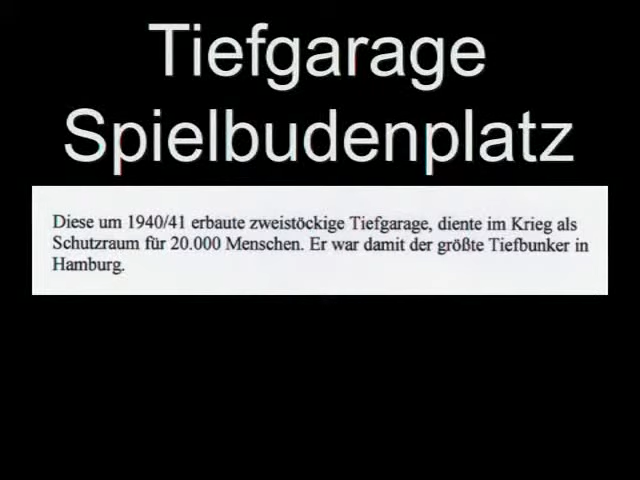 Tiefgarage
Spielbudenplatz
Diese um 1940/41 erbaute zweistöckige Tiefgarage, diente im Krieg als
Schutzraum für 20.000 Menschen. Er war damit der größte Tiefbunker in
Hamburg.